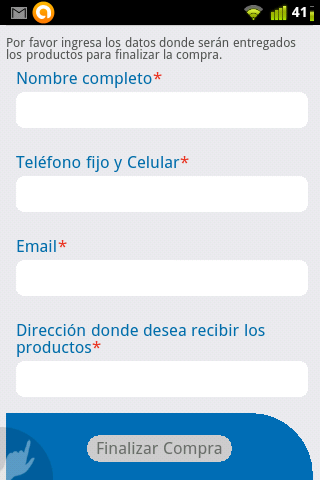 41
Por favor ingresa los datos donde serán entregados
los productos para finalizar la compra.
Nombre completo*
Teléfono fijo y Celular*
Email*
Dirección donde desea recibir los
productos*
Finalizar Compra